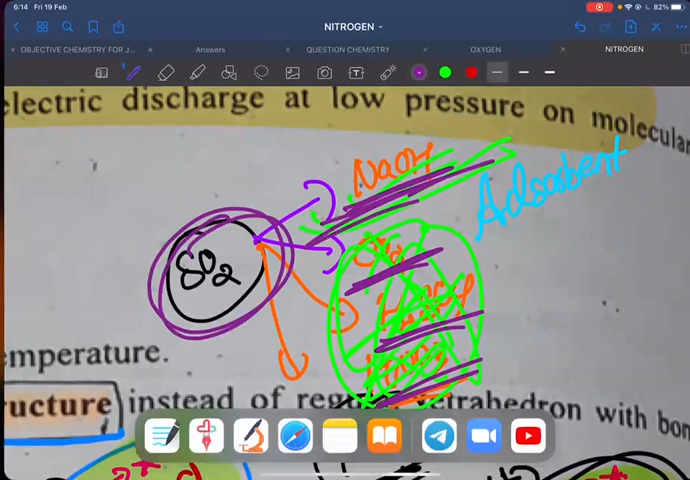 6:14 Fri 19 Feb
82%
NITROGEN
OBJECTIVE CHEMISTRY FOR J...
Answers
QUESTION CHEMISTRY
OXYGEN
NITROGEN
electric discharge at low pressure on molecular
NaOH
Adsorbent
SO2
emperature.
ructure instead of regular tetrahedron with bon